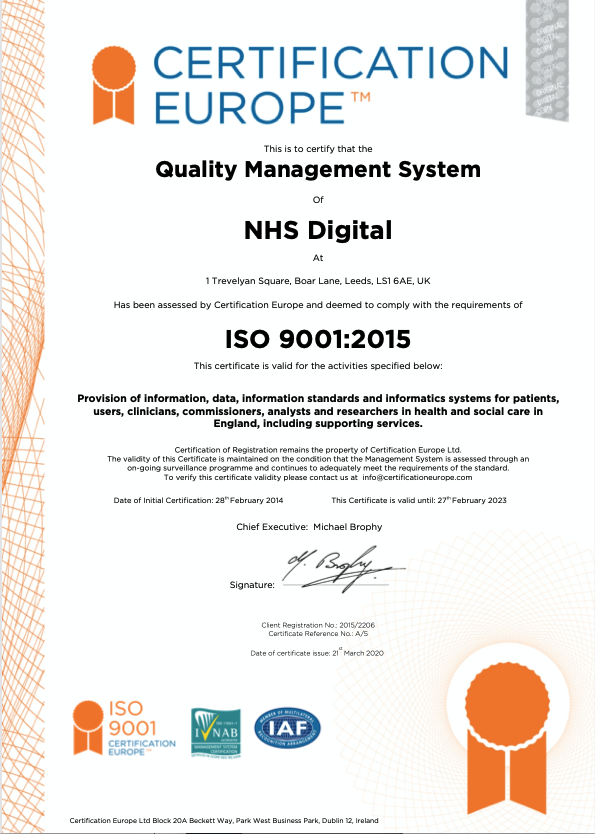 CERTIFICATION
EUROPE™
ORIGINAL
DIGITAL
COPY
ORIGINAL
DIGITAL
COPY
This is to certify that the
Quality Management System
Of
NHS Digital
At
1 Trevelyan Square, Boar Lane, Leeds, LS1 6AE, UK
Has been assessed by Certification Europe and deemed to comply with the requirements of
ISO 9001:2015
This certificate is valid for the activities specified below:
Provision of information, data, information standards and informatics systems for patients,
users, clinicians, commissioners, analysts and researchers in health and social care in
England, including supporting services.
Certification of Registration remains the property of Certification Europe Ltd.
The validity of this Certificate is maintained on the condition that the Management System is assessed through an
on-going surveillance programme and continues to adequately meet the requirements of the standard.
To verify this certificate validity please contact us at info@certificationeurope.com
Date of Initial Certification: 28th February 2014 This Certificate is valid until: 27th February 2023
Chief Executive: Michael Brophy
M. Brophy
Signature:
Client Registration No.: 2015/2206
Certificate Reference No.: A/5
Date of certificate issue: 21st March 2020
ISO
9001
CERTIFICATION
EUROPE™
INAB
MANAGEMENT SYSTEM
CERTIFICATION
MEMBER OF MULTILATERAL
IAF
RECOGNITION ARRANGEMENT
Certification Europe Ltd Block 20A Beckett Way, Park West Business Park, Dublin 12, Ireland